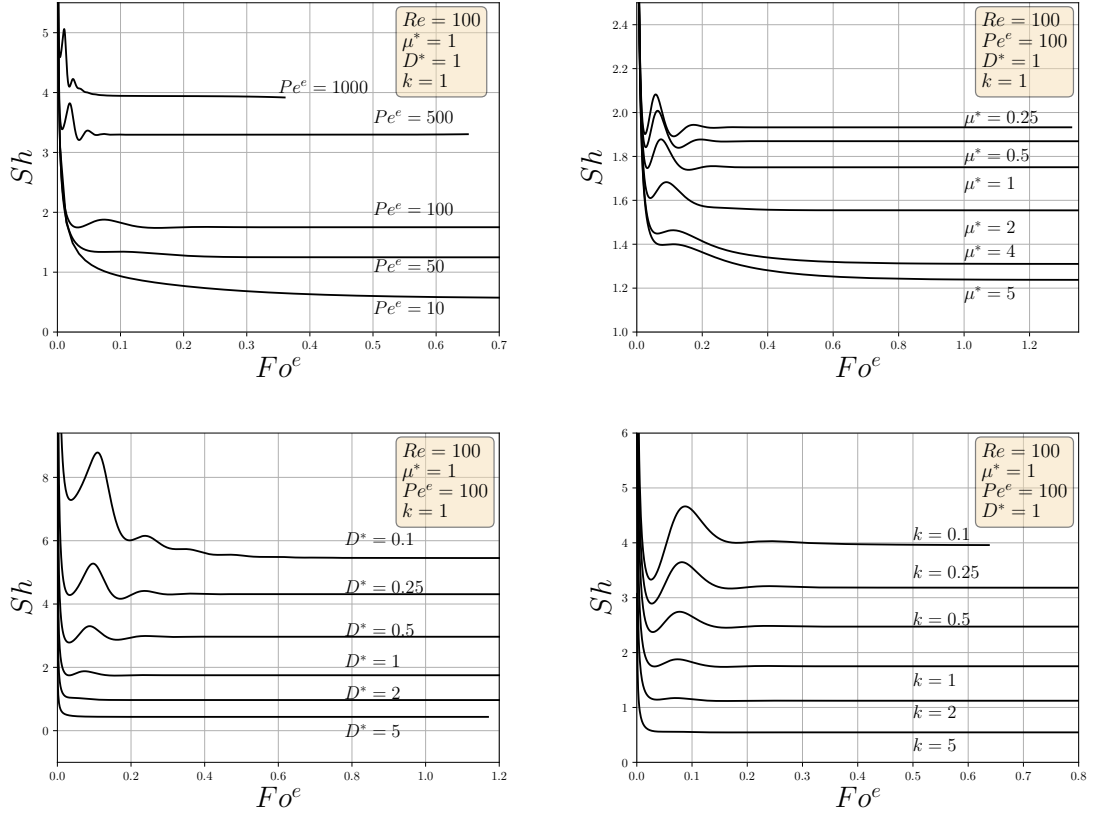 Re = 100
μ* = 1
D* = 1
k = 1
Pe^e = 1000
Pe^e = 500
Pe^e = 100
Pe^e = 50
Pe^e = 10
Sh
5
4
3
2
1
0
0.0 0.1 0.2 0.3 0.4 0.5 0.6 0.7
Fo^e
Re = 100
Pe^e = 100
D* = 1
k = 1
μ* = 0.25
μ* = 0.5
μ* = 1
μ* = 2
μ* = 4
μ* = 5
Sh
2.4
2.2
2.0
1.8
1.6
1.4
1.2
1.0
0.0 0.2 0.4 0.6 0.8 1.0 1.2
Fo^e
Re = 100
μ* = 1
Pe^e = 100
k = 1
D* = 0.1
D* = 0.25
D* = 0.5
D* = 1
D* = 2
D* = 5
Sh
8
6
4
2
0
0.0 0.2 0.4 0.6 0.8 1.0 1.2
Fo^e
Re = 100
μ* = 1
Pe^e = 100
D* = 1
k = 0.1
k = 0.25
k = 0.5
k = 1
k = 2
k = 5
Sh
6
5
4
3
2
1
0
0.0 0.1 0.2 0.3 0.4 0.5 0.6 0.7 0.8
Fo^e